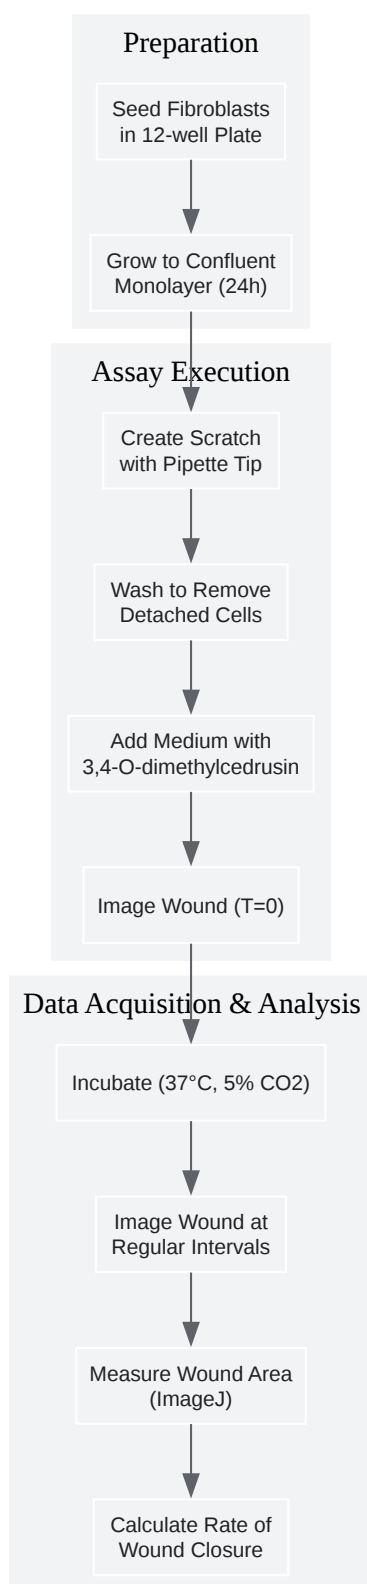 Preparation
Seed Fibroblasts
in 12-well Plate
Grow to Confluent
Monolayer (24h)
Assay Execution
Create Scratch
with Pipette Tip
Wash to Remove
Detached Cells
Add Medium with
3,4-O-dimethylcedrusin
Image Wound (T=0)
Data Acquisition & Analysis
Incubate (37°C, 5% CO2)
Image Wound at
Regular Intervals
Measure Wound Area
(ImageJ)
Calculate Rate of
Wound Closure